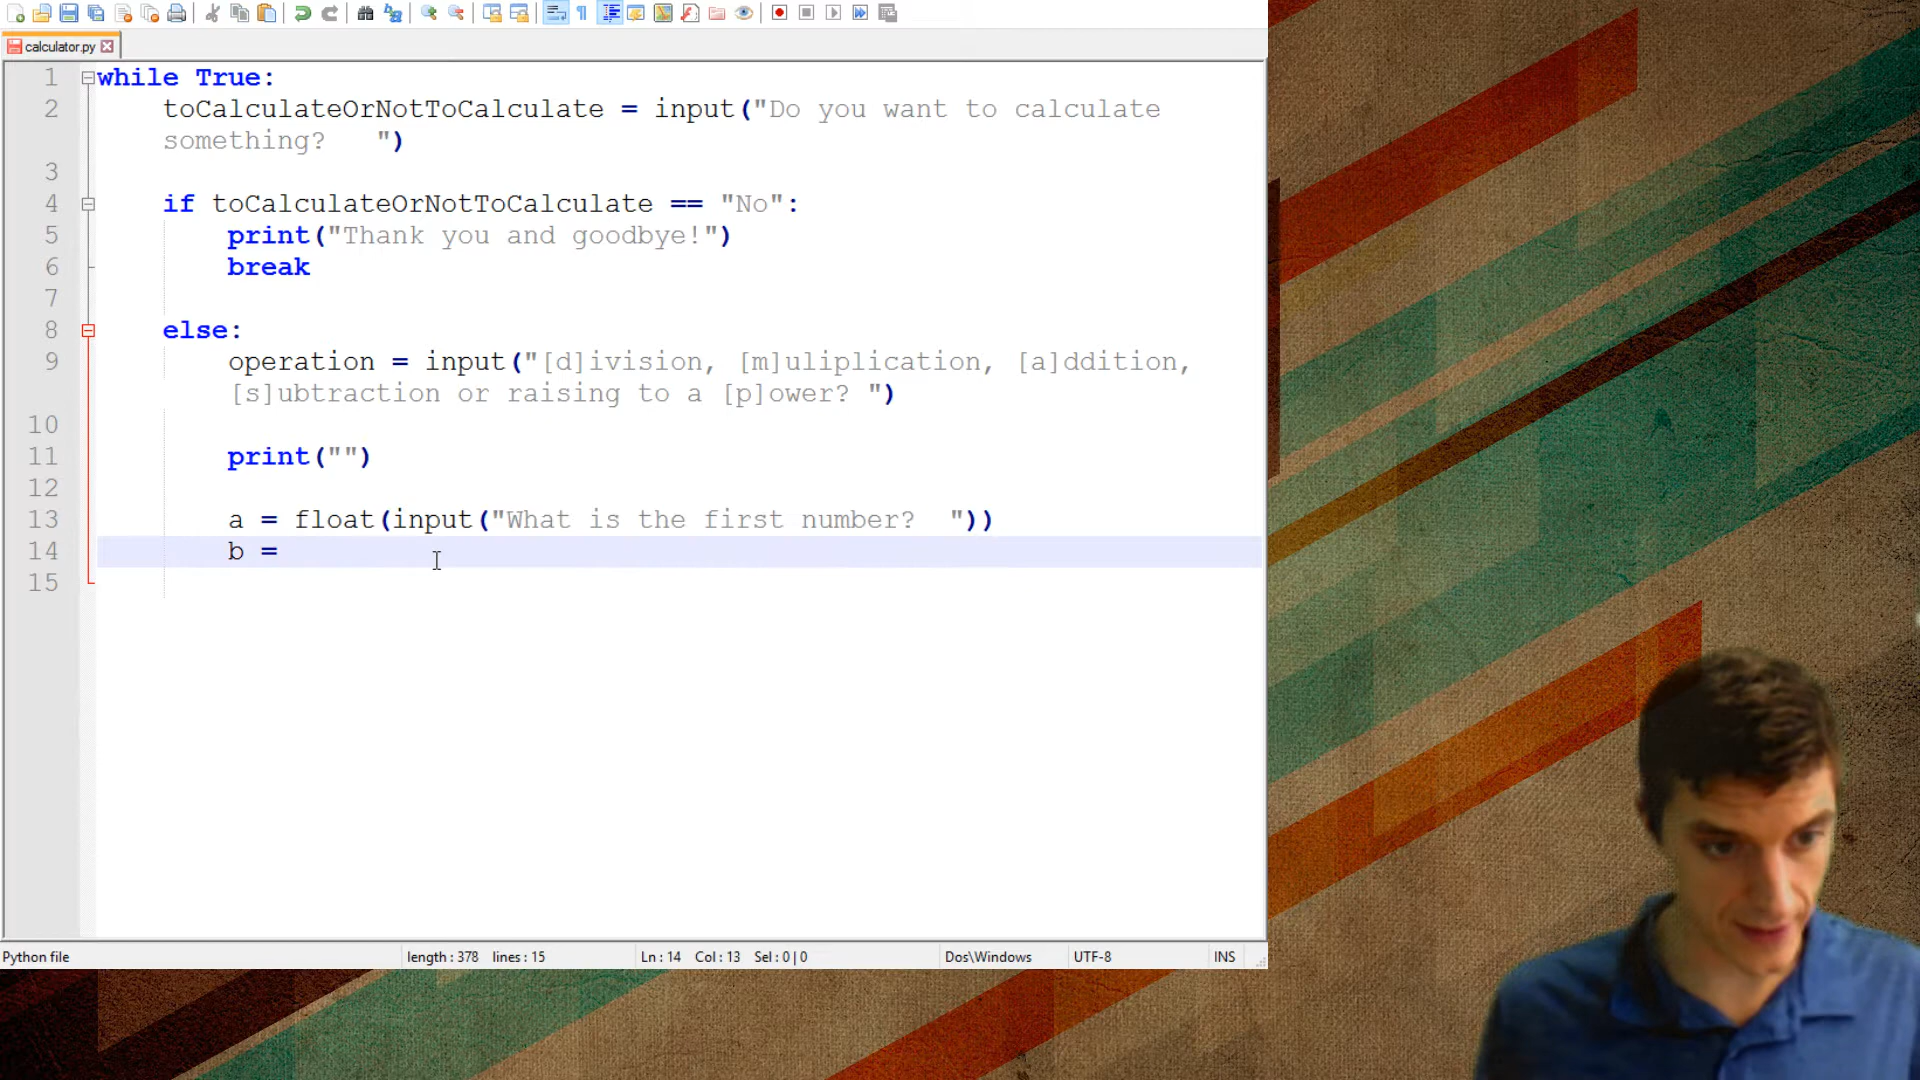 calculator.py
1 while True:
2 toCalculateOrNotToCalculate = input("Do you want to calculate
something?   ")
3
4 if toCalculateOrNotToCalculate == "No":
5 print("Thank you and goodbye!")
6 break
7
8 else:
9 operation = input("[d]ivision, [m]uliplication, [a]ddition,
[s]ubtraction or raising to a [p]ower? ")
10
11 print("")
12
13 a = float(input("What is the first number?  "))
14 b =
15
Python file length : 378 lines : 15 Ln : 14 Col : 13 Sel : 0 | 0 Dos\Windows UTF-8 INS